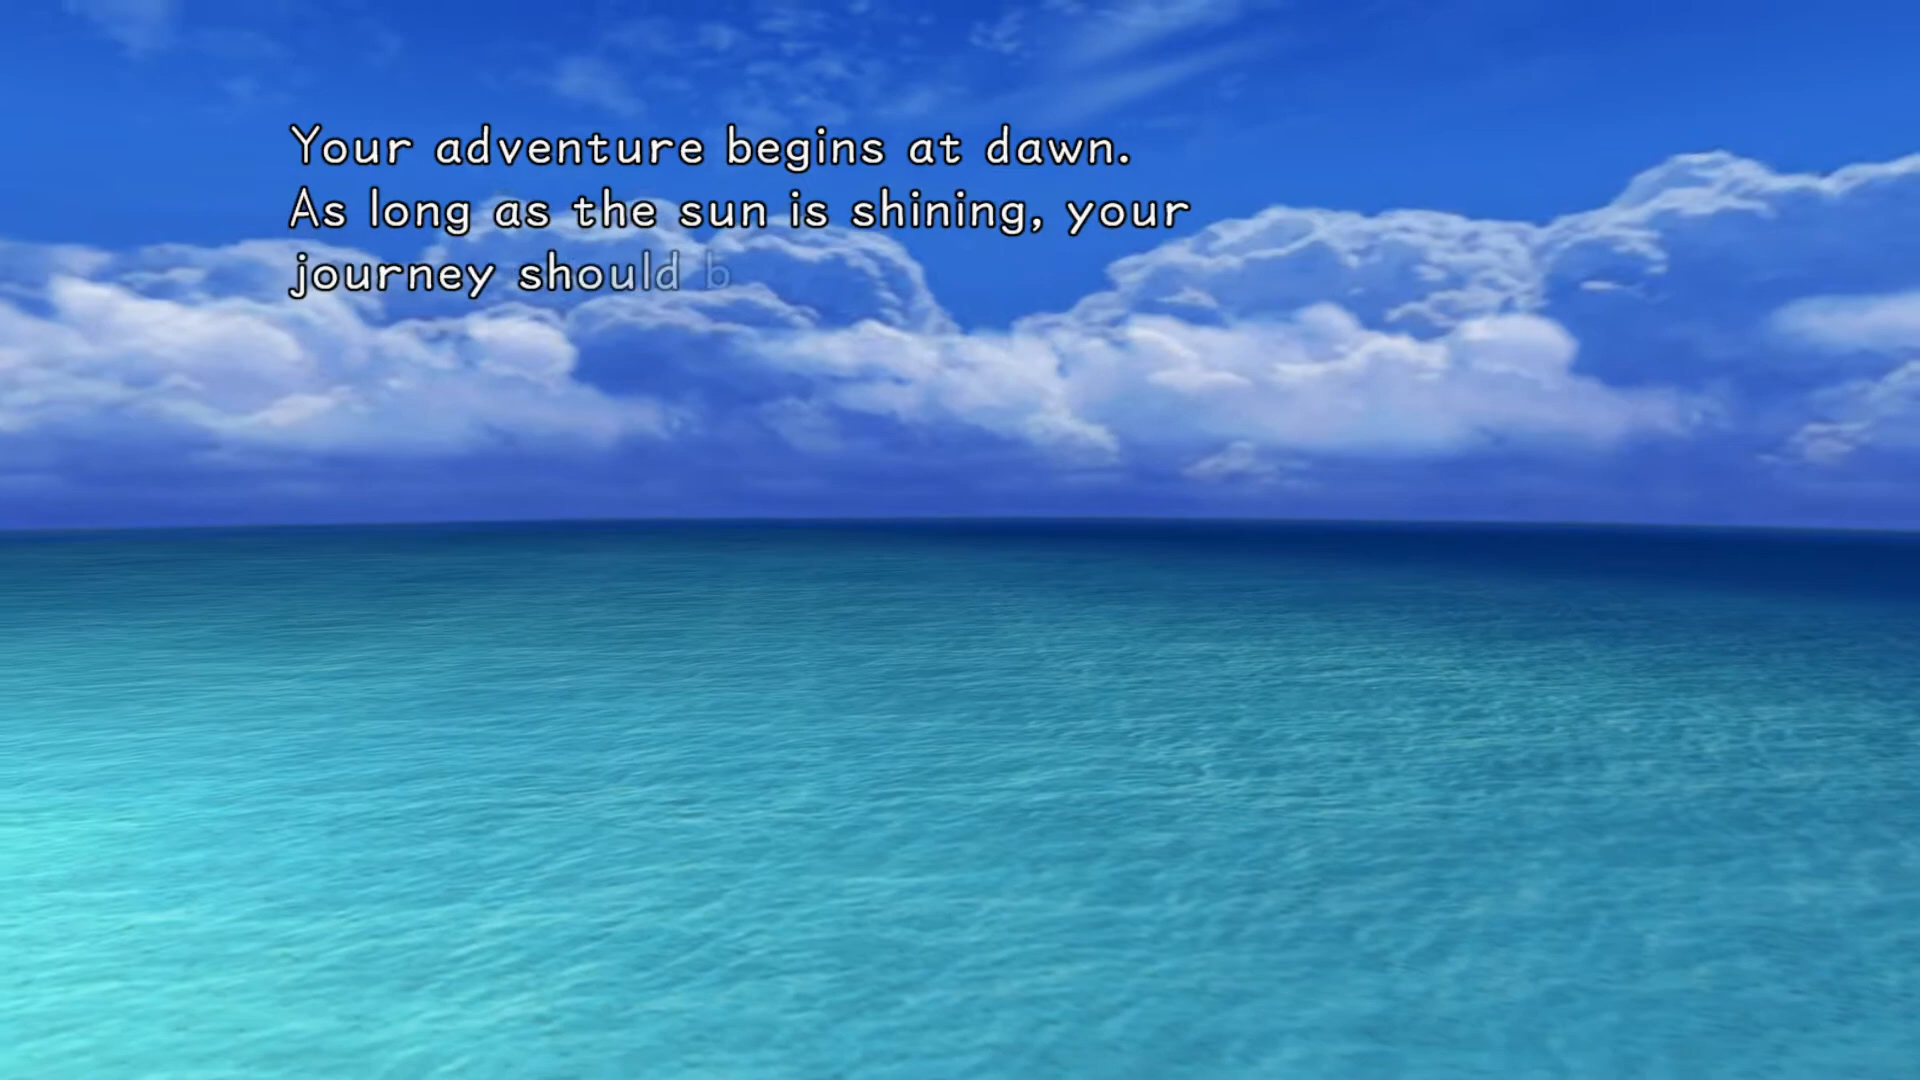 Your adventure begins at dawn.
As long as the sun is shining, your
journey should b